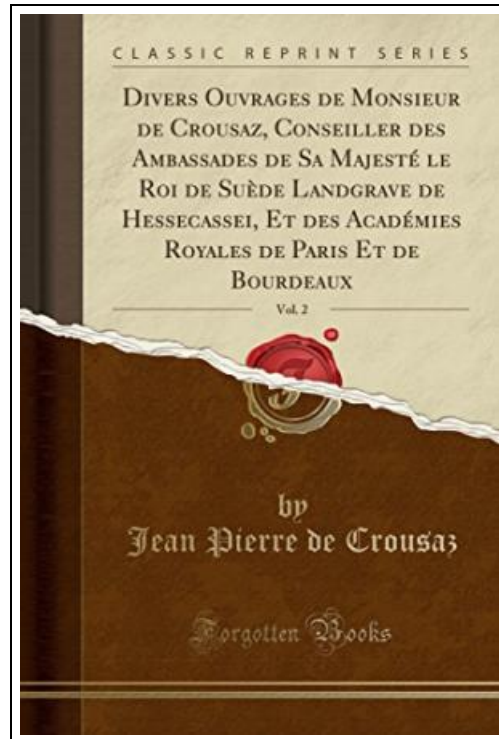 CLASSIC REPRINT SERIES
DIVERS OUVRAGES DE MONSIEUR
DE CROUSAZ, CONSEILLER DES
AMBASSADES DE SA MAJESTÉ LE
ROI DE SUÈDE LANDGRAVE DE
HESSECASSEI, ET DES ACADÉMIES
ROYALES DE PARIS ET DE
BOURDEAUX
Vol. 2
by
Jean Pierre de Crousaz
Forgotten Books